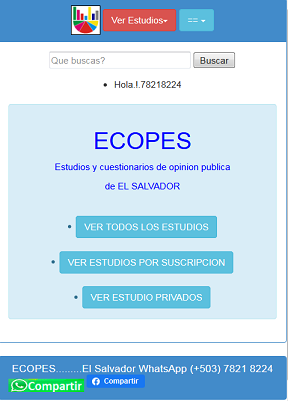 Ver Estudios
==
Que buscas?
Buscar
Hola.!.78218224
ECOPES
Estudios y cuestionarios de opinion publica
de EL SALVADOR
VER TODOS LOS ESTUDIOS
VER ESTUDIOS POR SUSCRIPCION
VER ESTUDIO PRIVADOS
ECOPES.........El Salvador WhatsApp (+503) 7821 8224
Compartir
Compartir